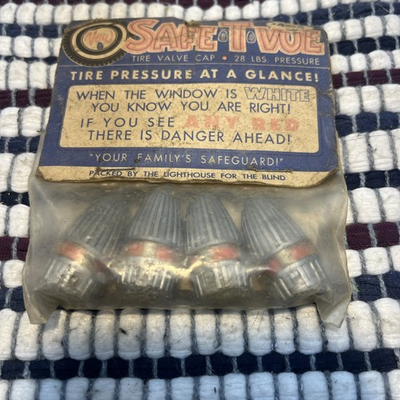 SAFE-T-VUE
TIRE VALVE CAP • 28 LBS. PRESSURE
TIRE PRESSURE AT A GLANCE!
WHEN THE WINDOW IS WHITE
YOU KNOW YOU ARE RIGHT!
IF YOU SEE ANY RED
THERE IS DANGER AHEAD!
"YOUR FAMILY'S SAFEGUARD!"
PACKED BY THE LIGHTHOUSE FOR THE BLIND